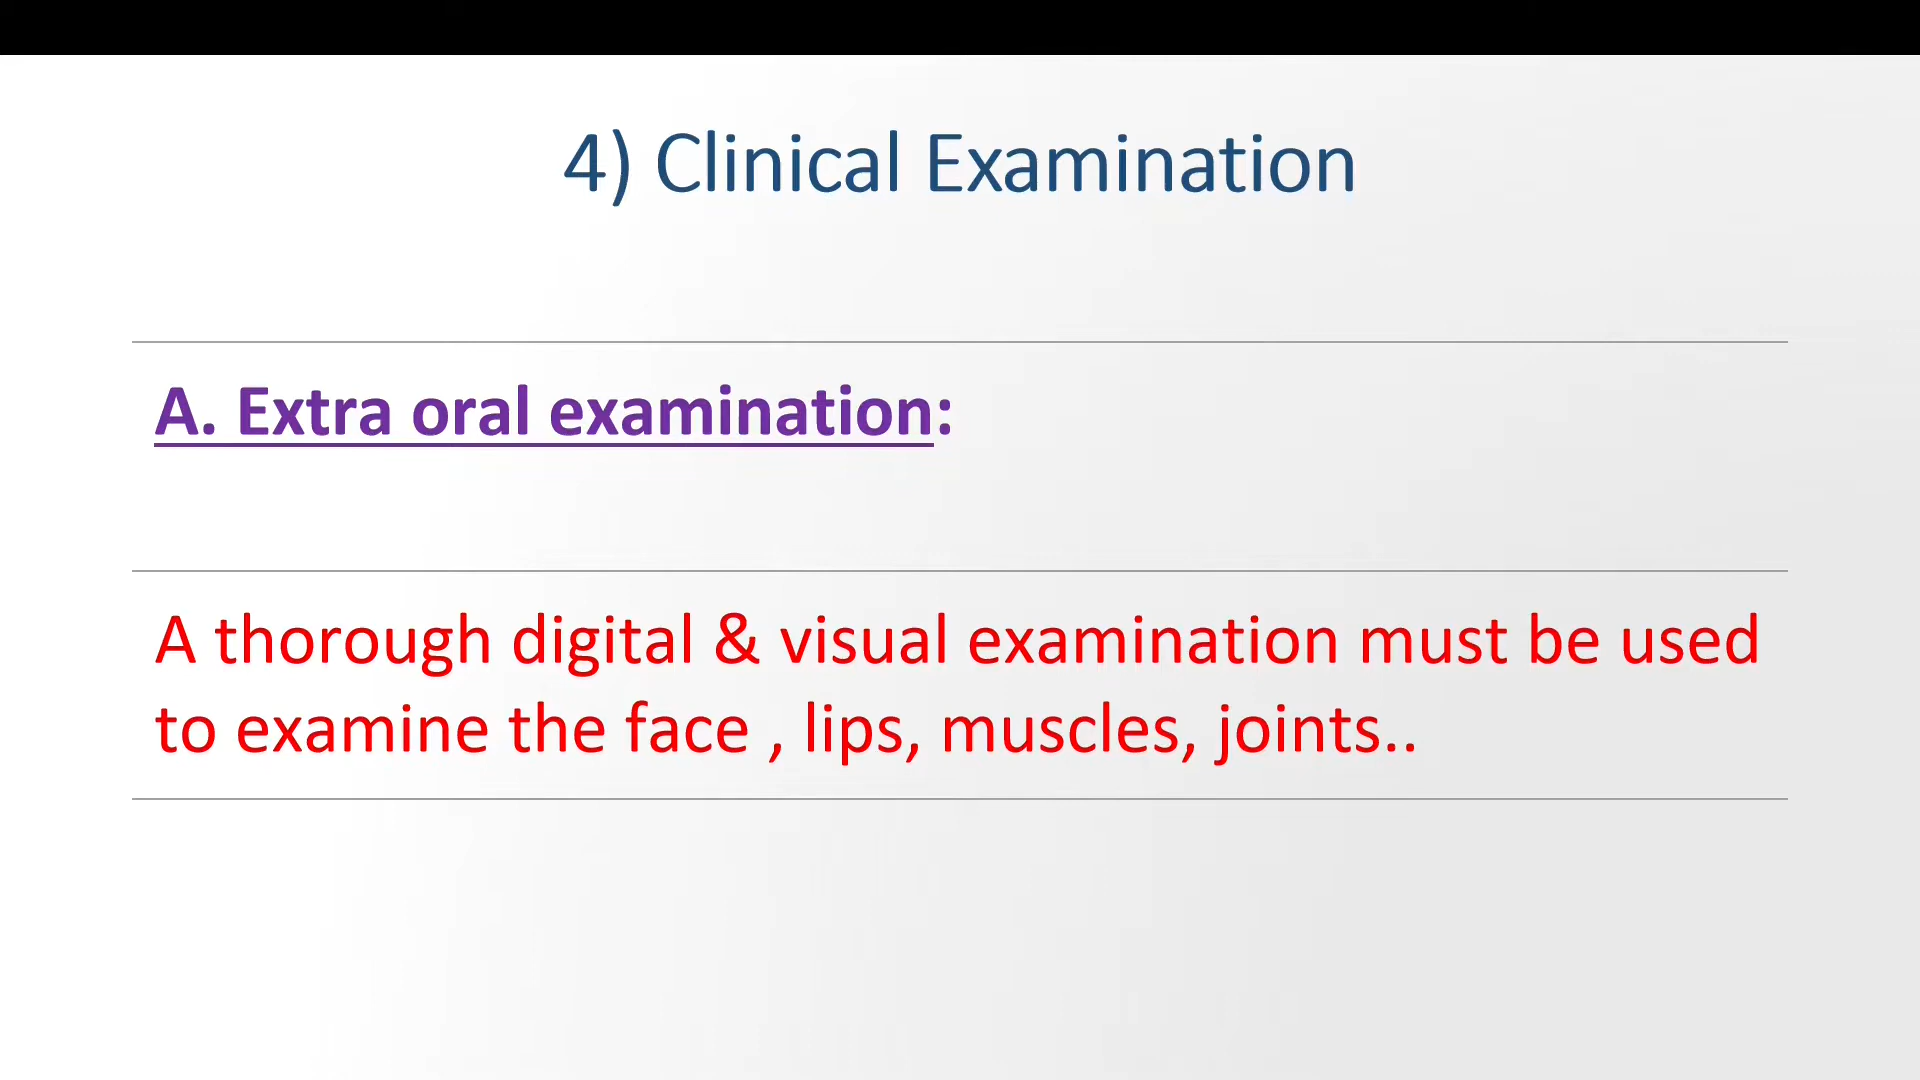 4) Clinical Examination
A. Extra oral examination:
A thorough digital & visual examination must be used
to examine the face , lips, muscles, joints..